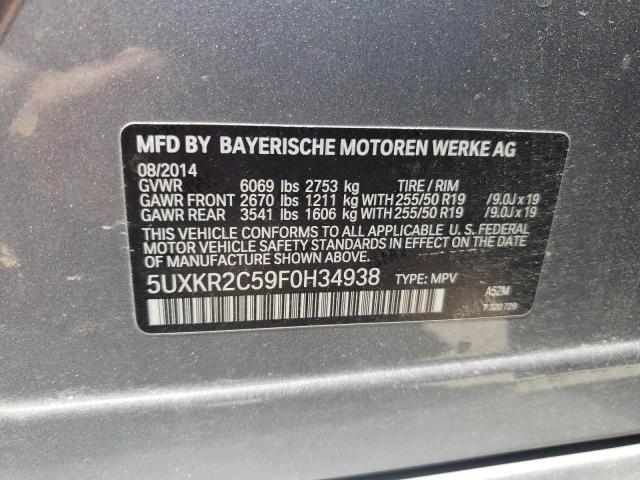 MFD BY BAYERISCHE MOTOREN WERKE AG
08/2014
GVWR 6069 lbs 2753 kg TIRE / RIM
GAWR FRONT 2670 lbs 1211 kg WITH 255/50 R19 /9.0J x 19
GAWR REAR 3541 lbs 1606 kg WITH 255/50 R19 /9.0J x 19
THIS VEHICLE CONFORMS TO ALL APPLICABLE U. S. FEDERAL
MOTOR VEHICLE SAFETY STANDARDS IN EFFECT ON THE DATE
OF MANUFACTURE SHOWN ABOVE.
5UXKR2C59F0H34938 TYPE: MPV
A52M
7 320 729